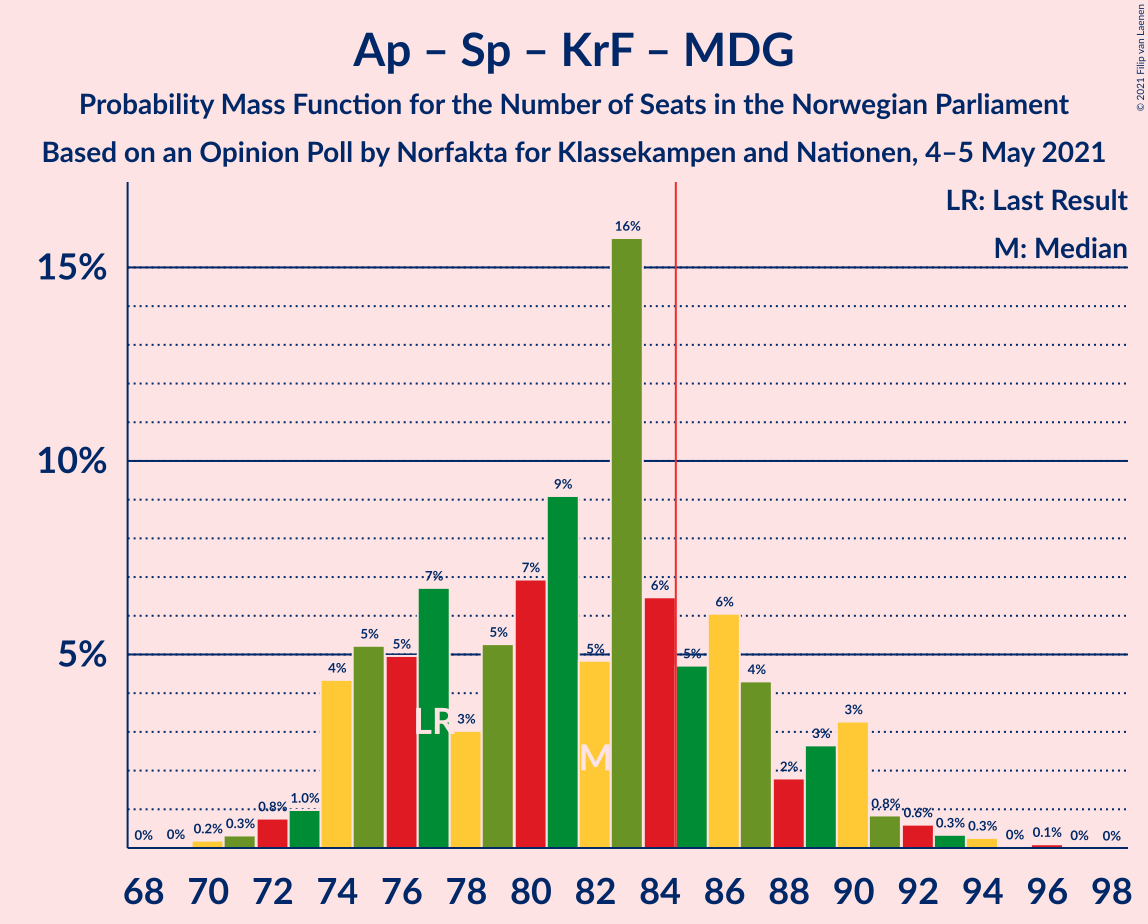 Ap – Sp – KrF – MDG
Probability Mass Function for the Number of Seats in the Norwegian Parliament
Based on an Opinion Poll by Norfakta for Klassekampen and Nationen, 4–5 May 2021
© 2021 Filip van Laenen
LR: Last Result
M: Median
15%
10%
5%
0% 0% 0.2% 0.3% 0.8% 1.0% 4% 5% 5% 7% 3% 5% 7% 9% 5% 16% 6% 5% 6% 4% 2% 3% 3% 0.8% 0.6% 0.3% 0.3% 0% 0.1% 0% 0%
LR
M
68 70 72 74 76 78 80 82 84 86 88 90 92 94 96 98